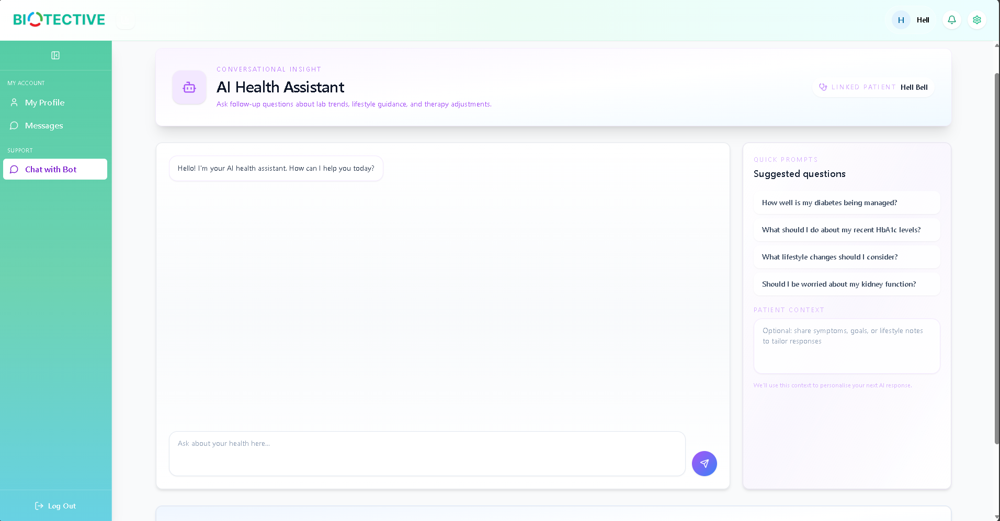 BIOTECTIVE
H
Hell
MY ACCOUNT
My Profile
Messages
SUPPORT
Chat with Bot
Log Out
CONVERSATIONAL INSIGHT
AI Health Assistant
Ask follow-up questions about lab trends, lifestyle guidance, and therapy adjustments.
LINKED PATIENT Hell Bell
Hello! I'm your AI health assistant. How can I help you today?
Ask about your health here...
QUICK PROMPTS
Suggested questions
How well is my diabetes being managed?
What should I do about my recent HbA1c levels?
What lifestyle changes should I consider?
Should I be worried about my kidney function?
PATIENT CONTEXT
Optional: share symptoms, goals, or lifestyle notes
to tailor responses
We'll use this context to personalise your next AI response.